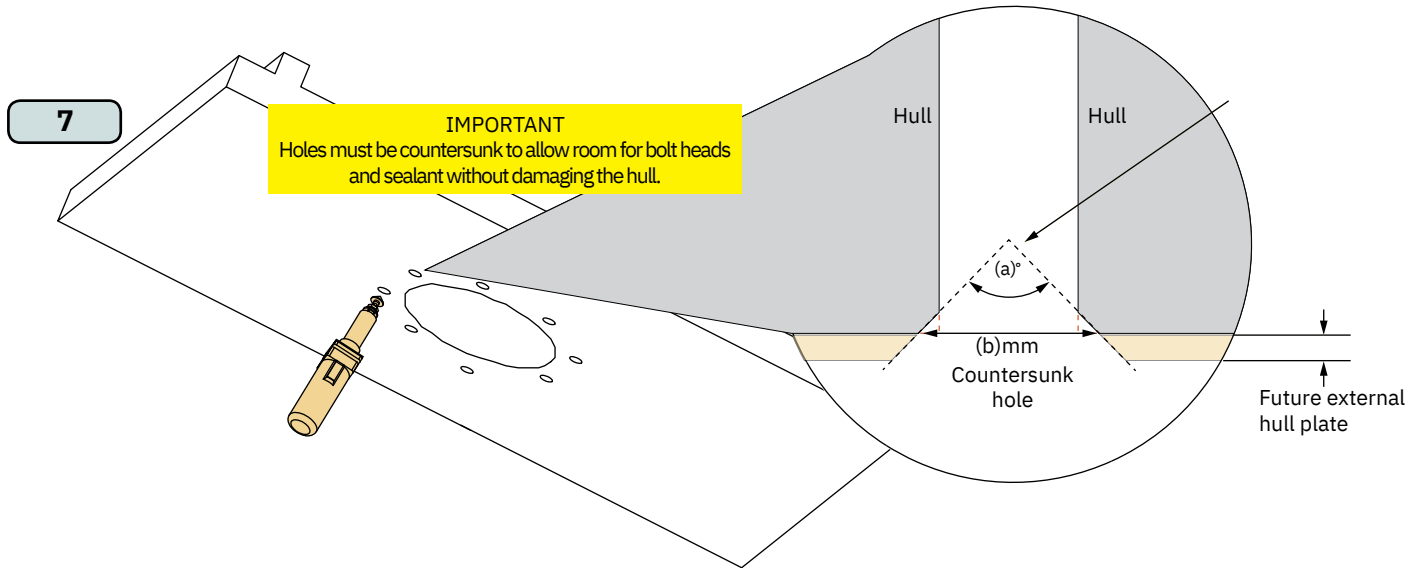 7
IMPORTANT
Holes must be countersunk to allow room for bolt heads
and sealant without damaging the hull.
Hull
Hull
(a)°
(b)mm
Countersunk
hole
Future external
hull plate